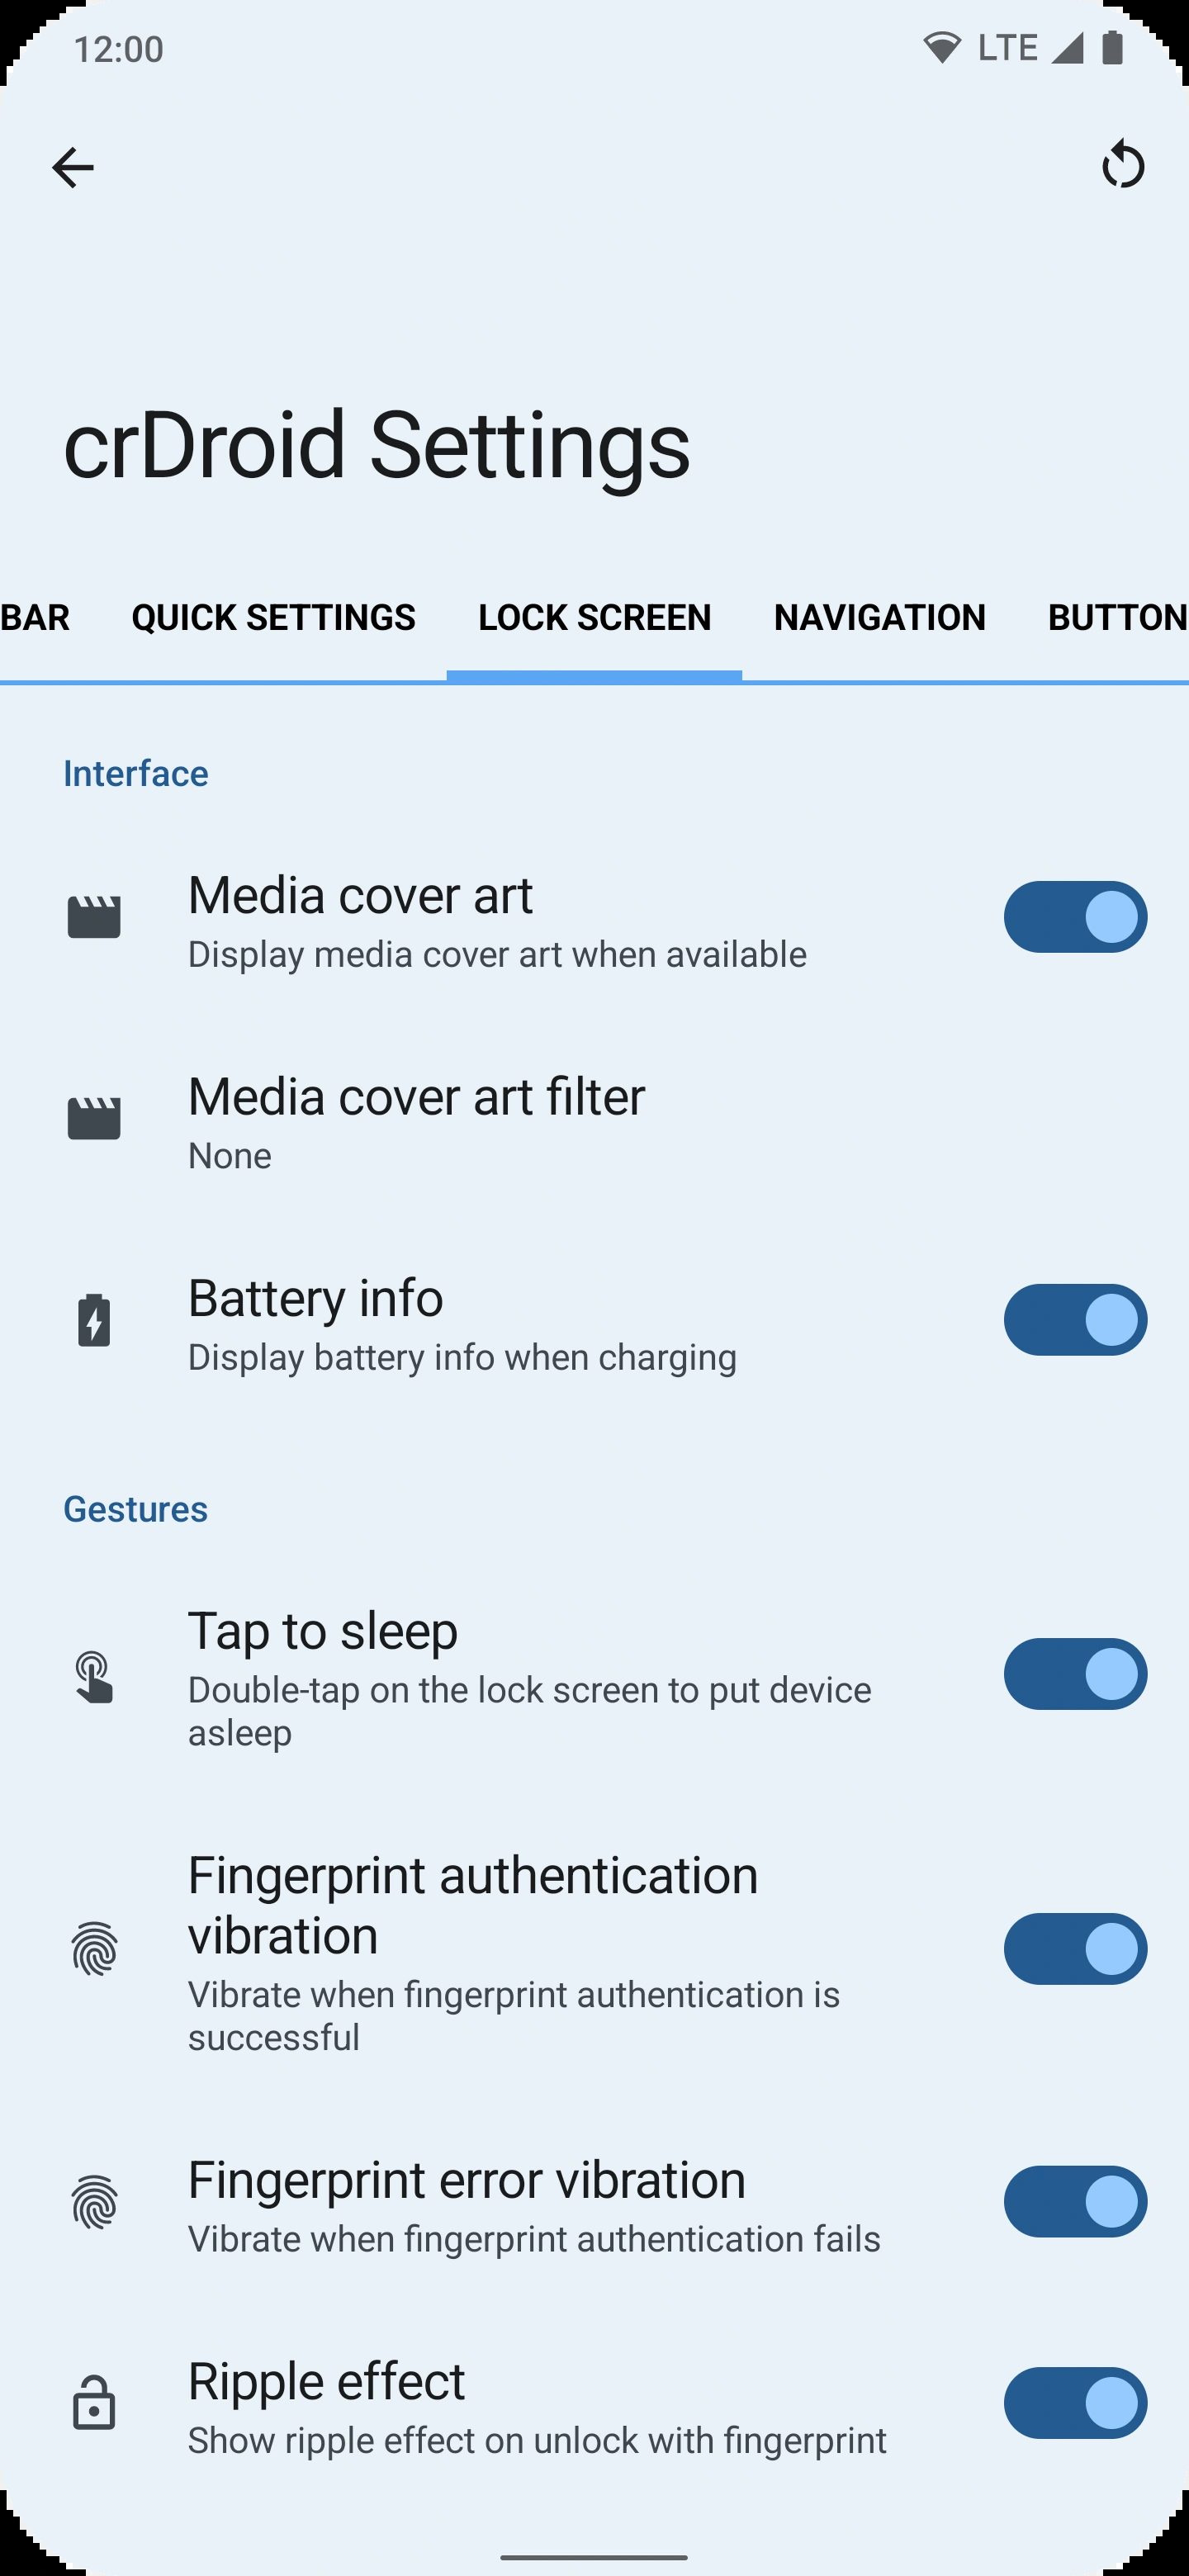 12:00 LTE
crDroid Settings
BAR QUICK SETTINGS LOCK SCREEN NAVIGATION BUTTON
Interface
Media cover art
Display media cover art when available
Media cover art filter
None
Battery info
Display battery info when charging
Gestures
Tap to sleep
Double-tap on the lock screen to put device
asleep
Fingerprint authentication
vibration
Vibrate when fingerprint authentication is
successful
Fingerprint error vibration
Vibrate when fingerprint authentication fails
Ripple effect
Show ripple effect on unlock with fingerprint